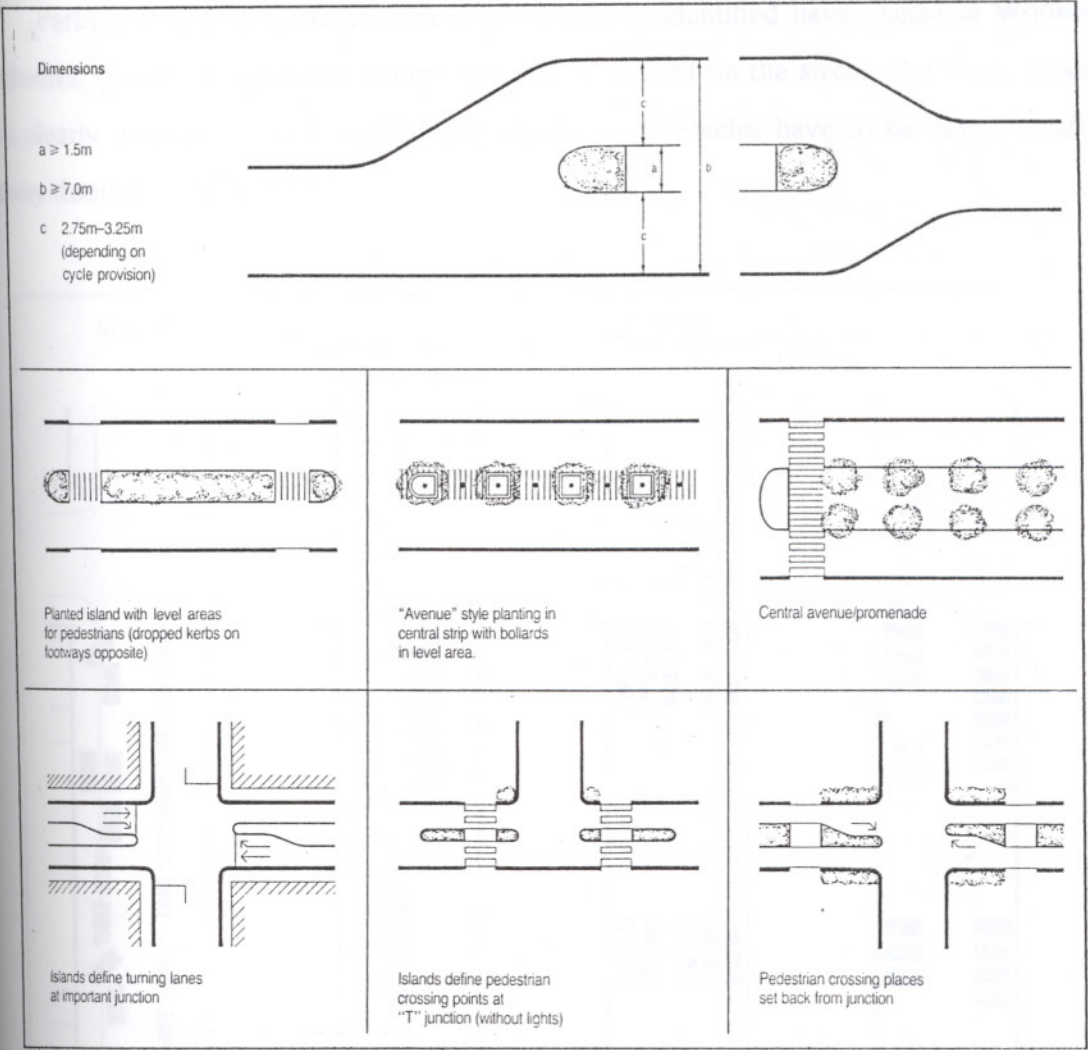 Dimensions
a ⩾ 1.5m
b ⩾ 7.0m
c 2.75m–3.25m
(depending on
cycle provision)
c
a
b
c
Planted island with level areas
for pedestrians (dropped kerbs on
footways opposite)
"Avenue" style planting in
central strip with bollards
in level area.
Central avenue/promenade
Islands define turning lanes
at important junction
Islands define pedestrian
crossing points at
"T" junction (without lights)
Pedestrian crossing places
set back from junction